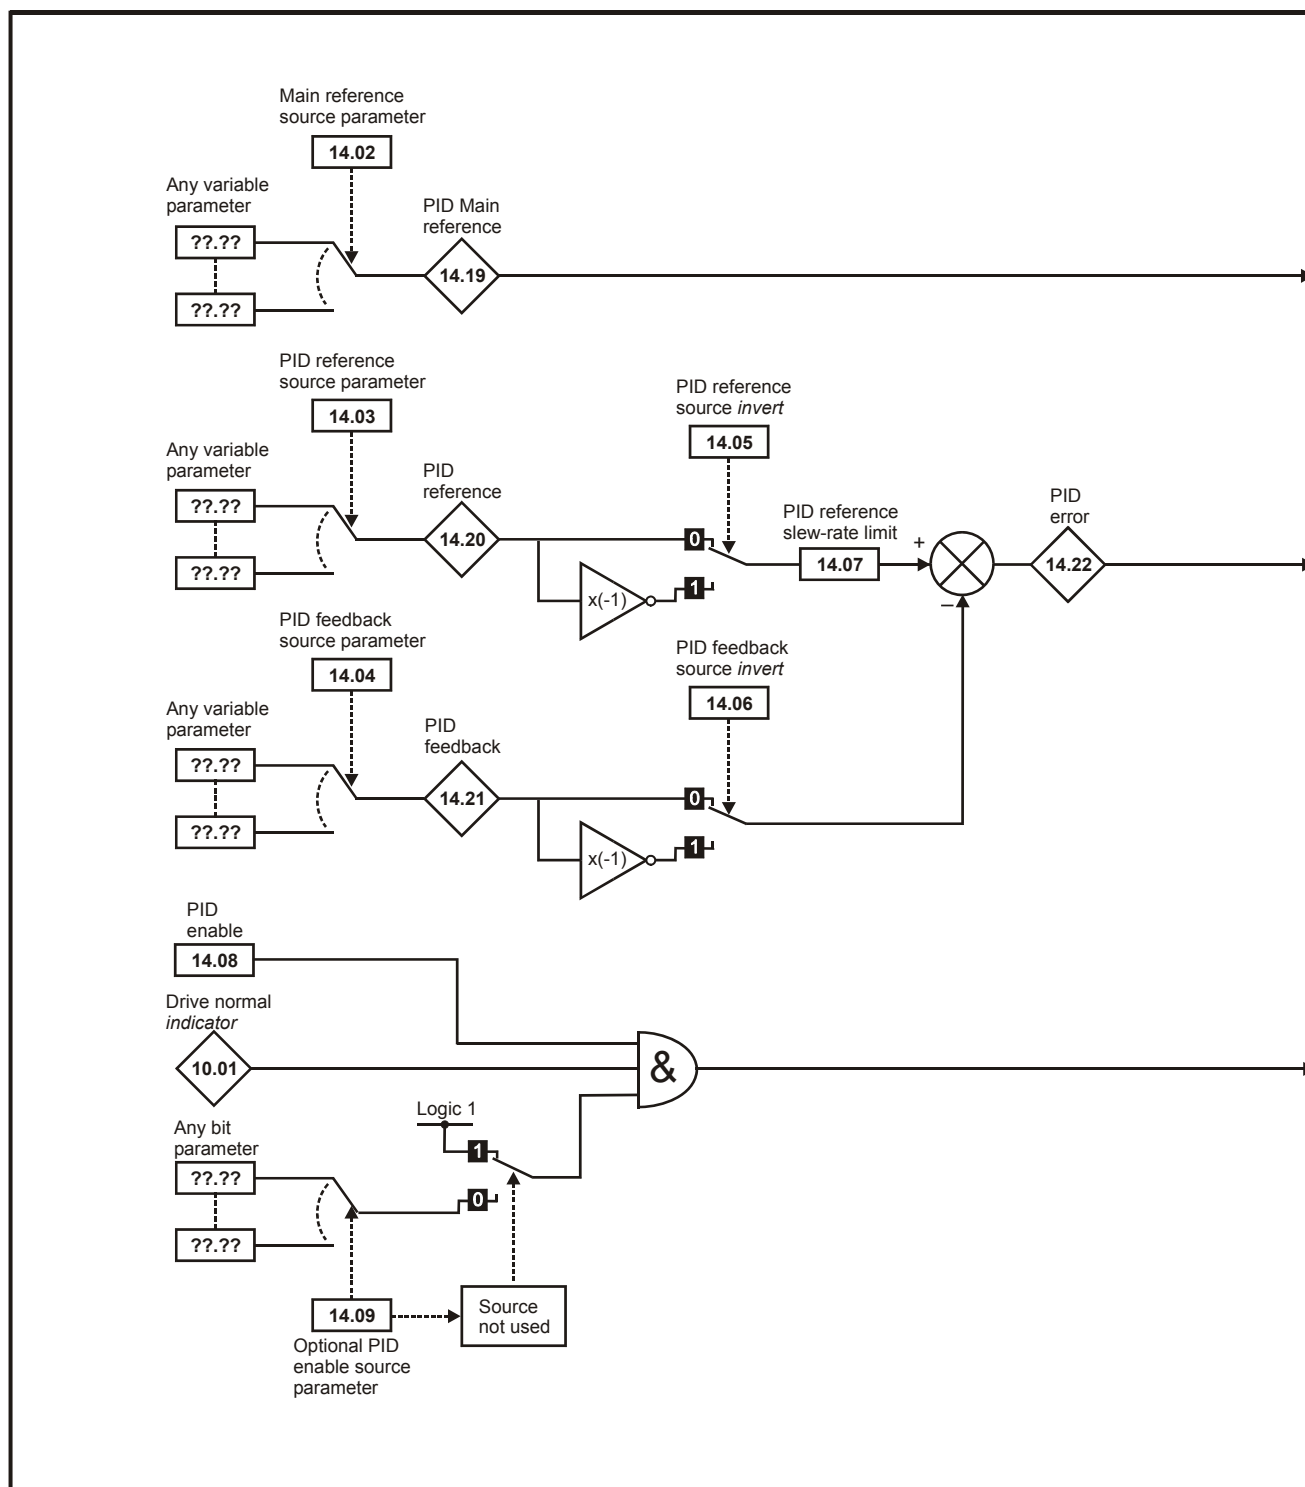 Main reference
source parameter
14.02
Any variable
parameter
??.??
??.??
PID Main
reference
14.19
PID reference
source parameter
14.03
Any variable
parameter
??.??
??.??
PID
reference
14.20
x(-1)
0
1
PID reference
source invert
14.05
PID reference
slew-rate limit
14.07
+
–
PID
error
14.22
PID feedback
source parameter
14.04
Any variable
parameter
??.??
??.??
PID
feedback
14.21
x(-1)
0
1
PID feedback
source invert
14.06
PID
enable
14.08
Drive normal
indicator
10.01
&
Any bit
parameter
??.??
??.??
Logic 1
1
0
14.09
Optional PID
enable source
parameter
Source
not used